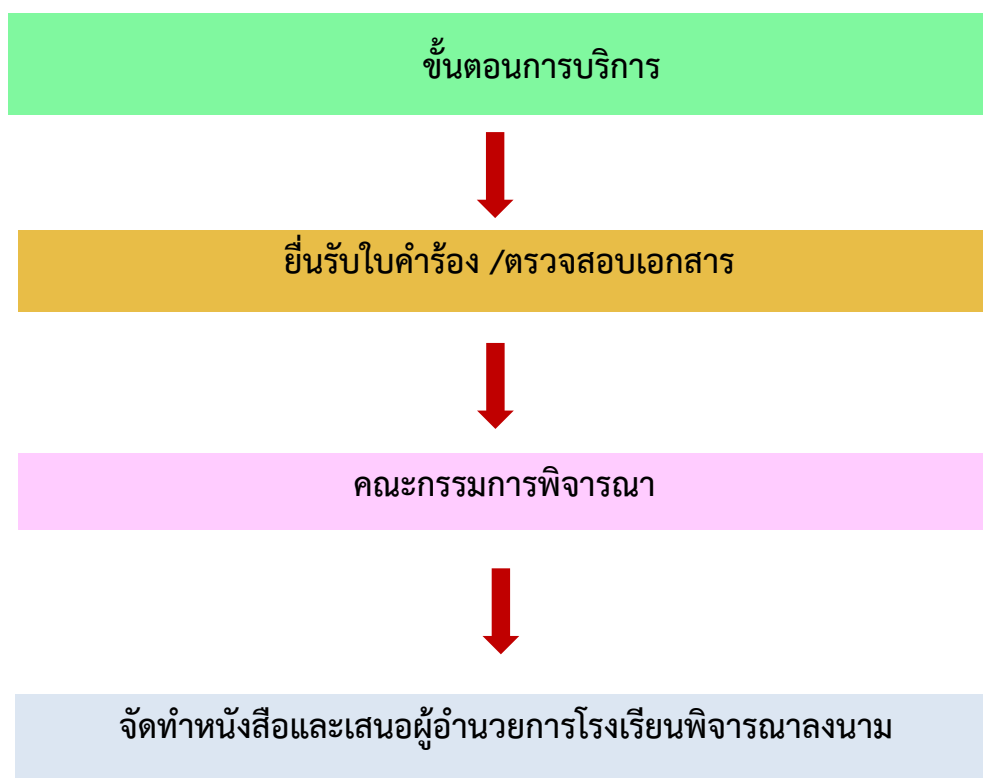 ขั้นตอนการบริการ
ยื่นรับใบคำร้อง /ตรวจสอบเอกสาร
คณะกรรมการพิจารณา
จัดทำหนังสือและเสนอผู้อำนวยการโรงเรียนพิจารณาลงนาม